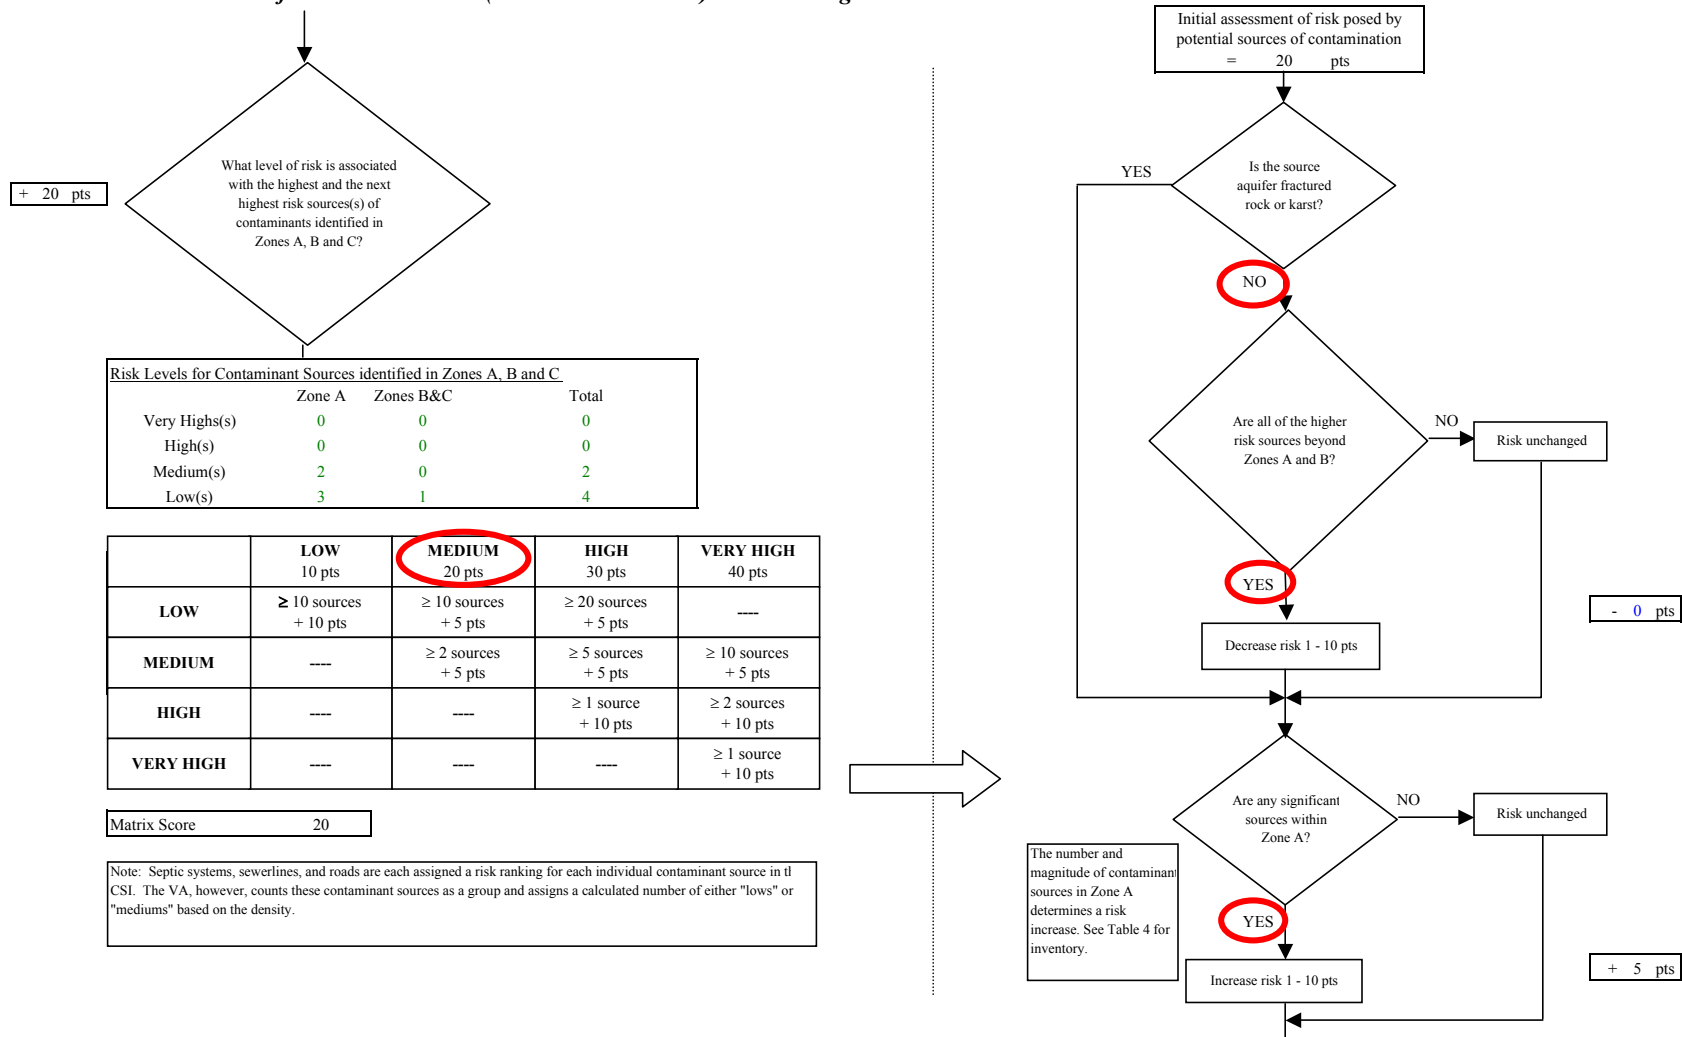 + 20 pts
What level of risk is associated
with the highest and the next
highest risk sources(s) of
contaminants identified in
Zones A, B and C?
Risk Levels for Contaminant Sources identified in Zones A, B and C
Zone A Zones B&C Total
Very Highs(s) 0 0 0
High(s) 0 0 0
Medium(s) 2 0 2
Low(s) 3 1 4
LOW MEDIUM HIGH VERY HIGH
10 pts 20 pts 30 pts 40 pts
LOW ≥ 10 sources ≥ 10 sources ≥ 20 sources ----
+ 10 pts + 5 pts + 5 pts
MEDIUM ---- ≥ 2 sources ≥ 5 sources ≥ 10 sources
+ 5 pts + 5 pts + 5 pts
HIGH ---- ---- ≥ 1 source ≥ 2 sources
+ 10 pts + 10 pts
VERY HIGH ---- ---- ---- ≥ 1 source
+ 10 pts
Matrix Score 20
Note: Septic systems, sewerlines, and roads are each assigned a risk ranking for each individual contaminant source in tl
CSI. The VA, however, counts these contaminant sources as a group and assigns a calculated number of either "lows" or
"mediums" based on the density.
Initial assessment of risk posed by
potential sources of contamination
= 20 pts
Is the source
aquifer fractured
rock or karst?
YES
NO
Are all of the higher
risk sources beyond
Zones A and B?
NO
Risk unchanged
YES
- 0 pts
Decrease risk 1 - 10 pts
Are any significant
sources within
Zone A?
NO
Risk unchanged
The number and
magnitude of contaminant
sources in Zone A
determines a risk
increase. See Table 4 for
inventory.
YES
+ 5 pts
Increase risk 1 - 10 pts